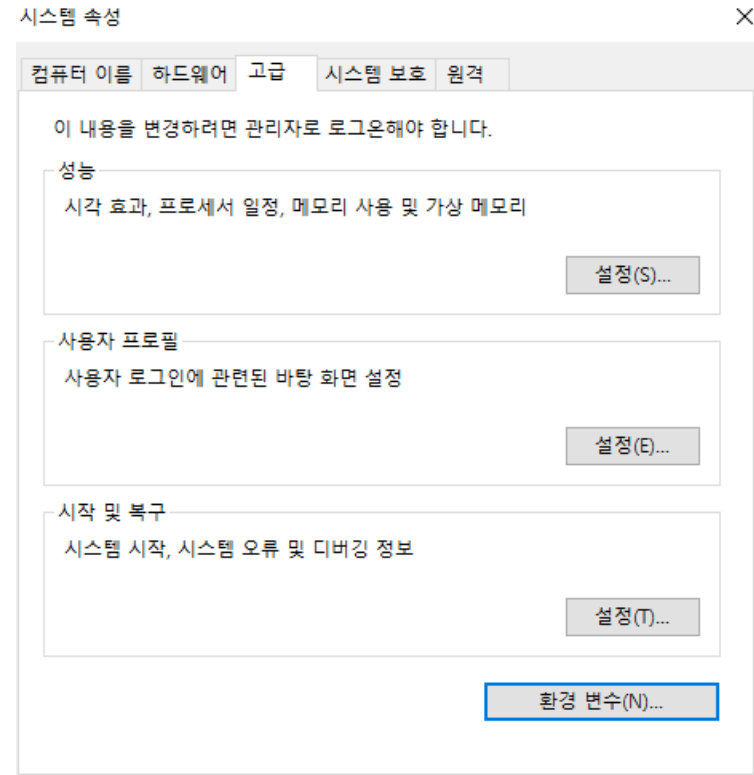 시스템 속성
컴퓨터 이름 하드웨어 고급 시스템 보호 원격
이 내용을 변경하려면 관리자로 로그온해야 합니다.
성능
시각 효과, 프로세서 일정, 메모리 사용 및 가상 메모리
설정(S)...
사용자 프로필
사용자 로그인에 관련된 바탕 화면 설정
설정(E)...
시작 및 복구
시스템 시작, 시스템 오류 및 디버깅 정보
설정(T)...
환경 변수(N)...